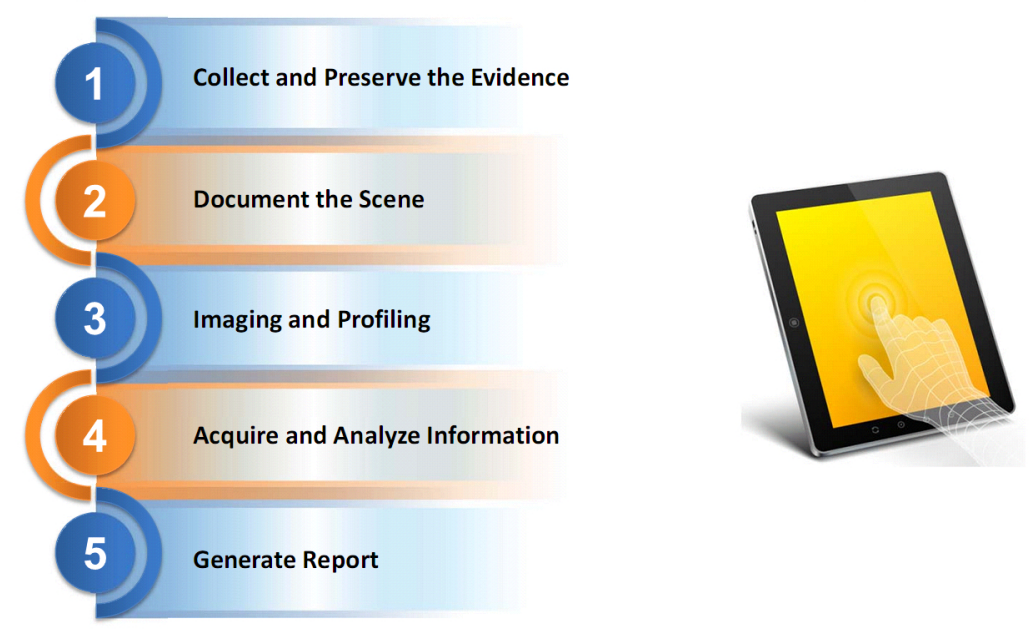 1
Collect and Preserve the Evidence
2
Document the Scene
3
Imaging and Profiling
4
Acquire and Analyze Information
5
Generate Report